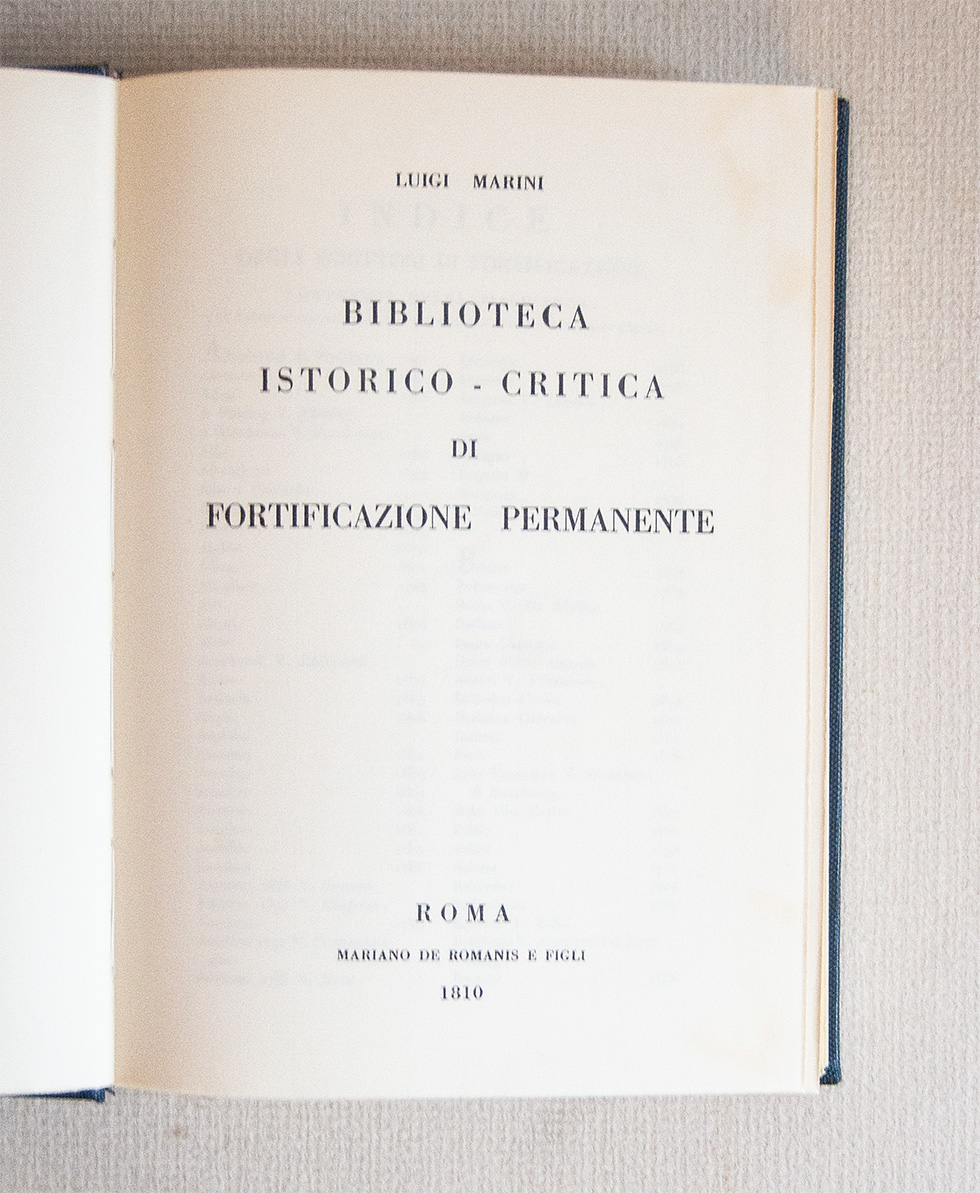 LUIGI MARINI
BIBLIOTECA
ISTORICO - CRITICA
DI
FORTIFICAZIONE PERMANENTE
ROMA
MARIANO DE ROMANIS E FIGLI
1810